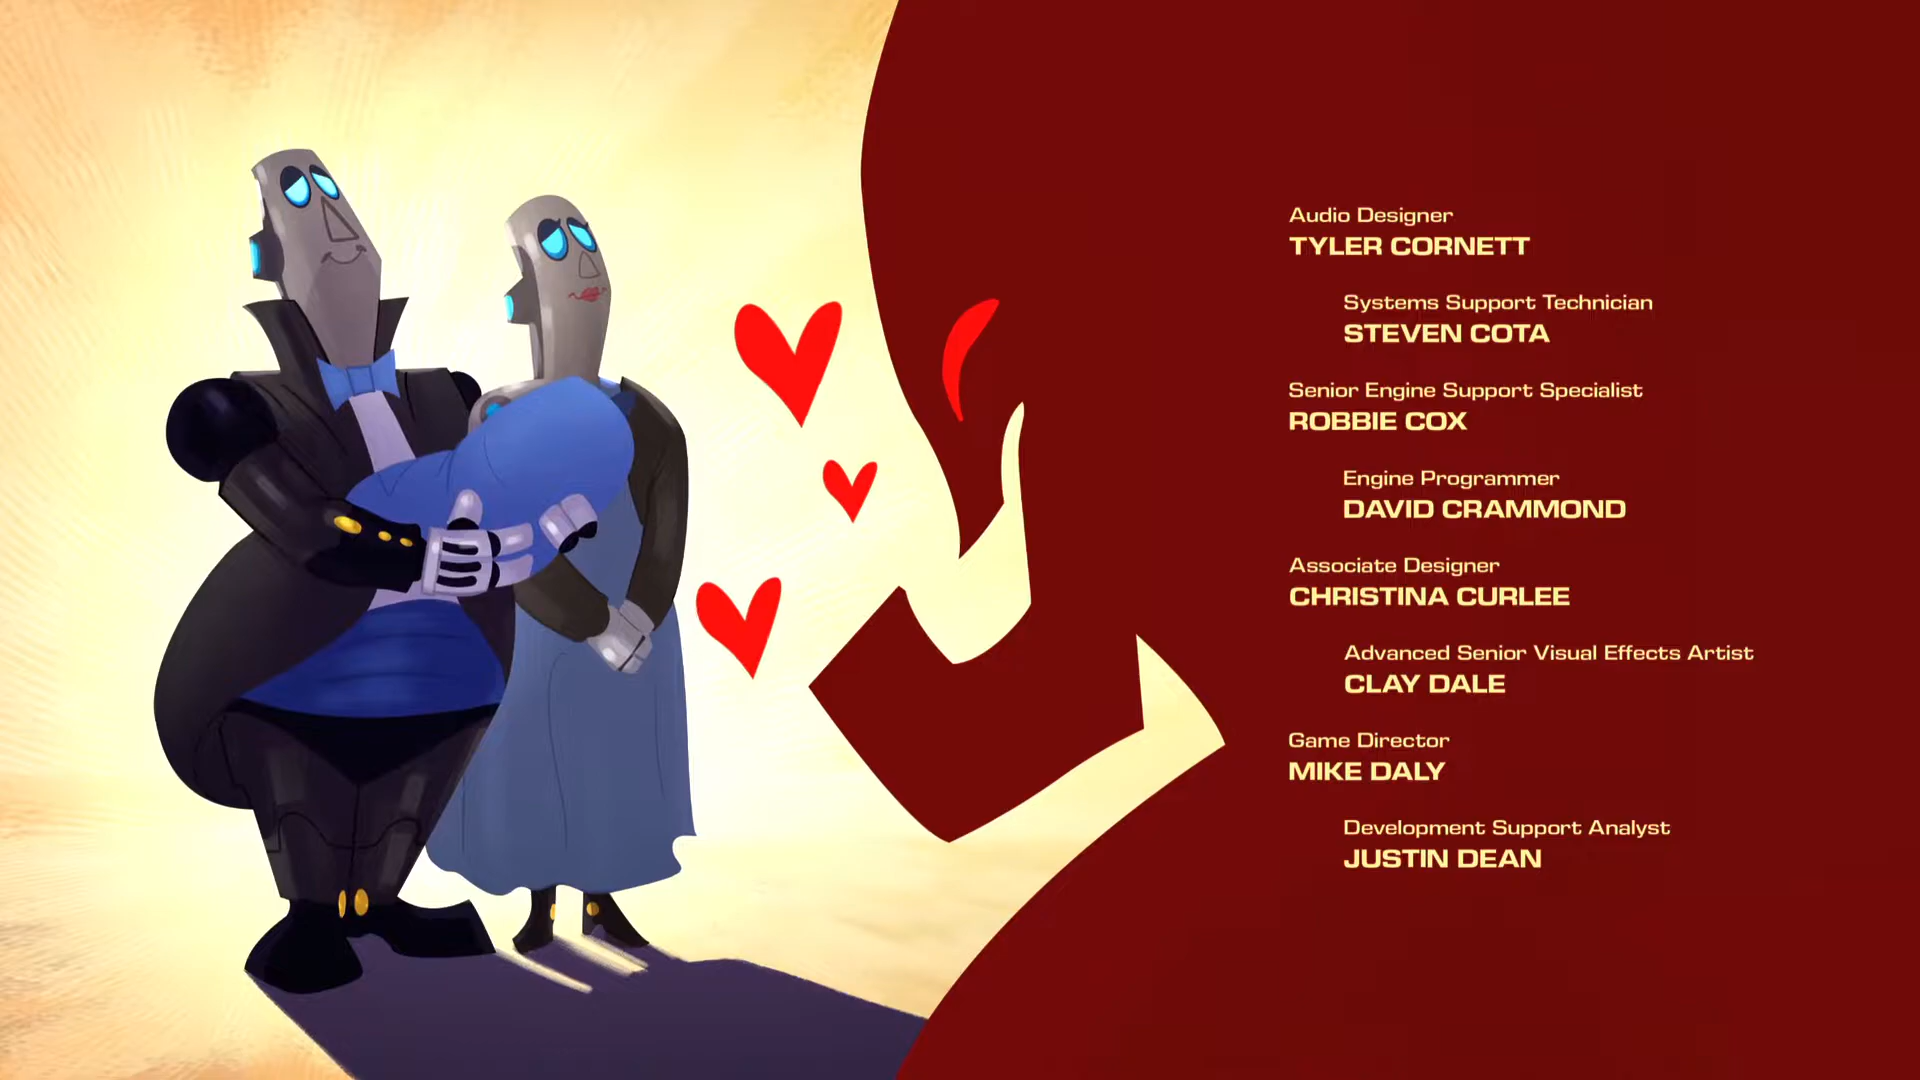 Audio Designer
TYLER CORNETT
Systems Support Technician
STEVEN COTA
Senior Engine Support Specialist
ROBBIE COX
Engine Programmer
DAVID CRAMMOND
Associate Designer
CHRISTINA CURLEE
Advanced Senior Visual Effects Artist
CLAY DALE
Game Director
MIKE DALY
Development Support Analyst
JUSTIN DEAN